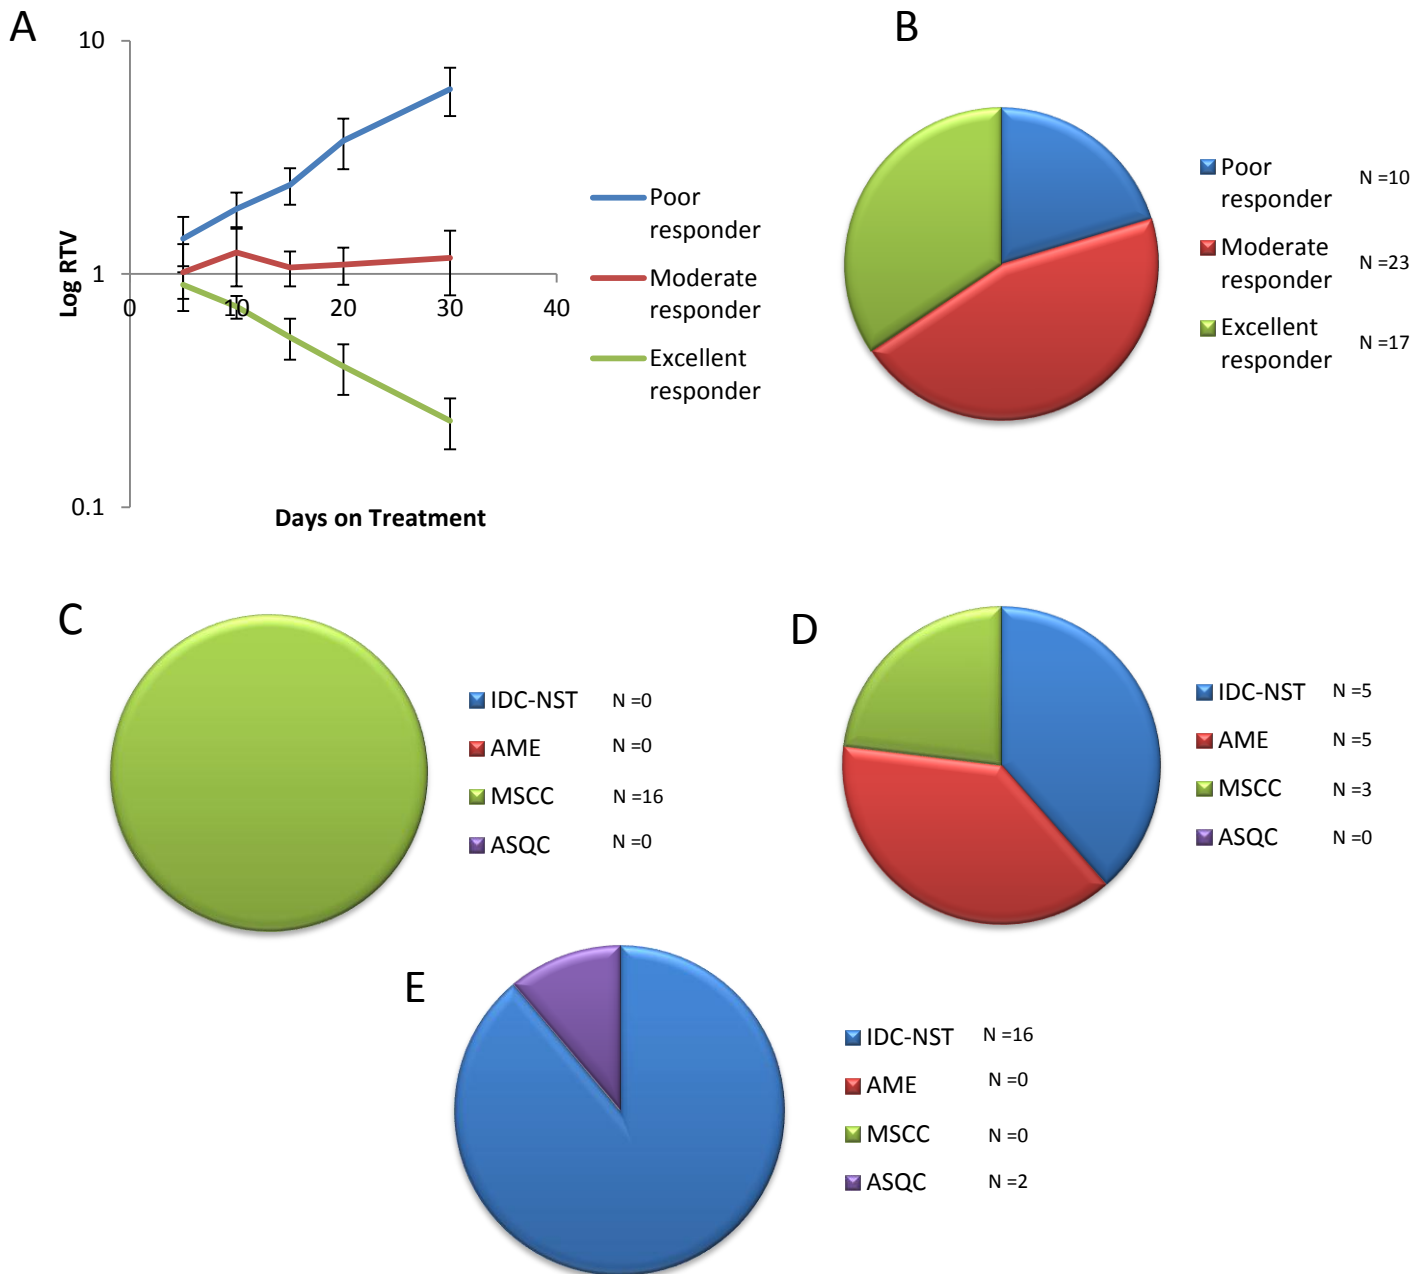 A
10
1
0.1
Log RTV
0
10
20
30
40
Days on Treatment
Poor
responder
Moderate
responder
Excellent
responder
B
Poor
responder
N =10
Moderate
responder
N =23
Excellent
responder
N =17
C
IDC-NST N =0
AME N =0
MSCC N =16
ASQC N =0
D
IDC-NST N =5
AME N =5
MSCC N =3
ASQC N =0
E
IDC-NST N =16
AME N =0
MSCC N =0
ASQC N =2